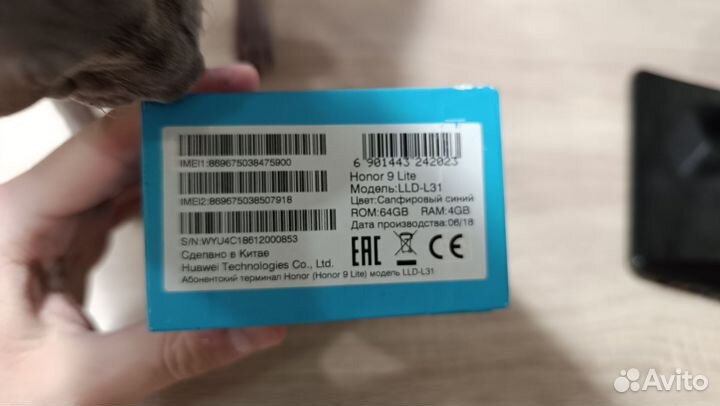 IMEI1:869675038475900
IMEI2:869675038507918
S/N:WYU4C18612000853
Сделано в Китае
Huawei Technologies Co., Ltd.
Абонентский терминал Honor (Honor 9 Lite) модель LLD-L31
6 901443 242023
Honor 9 Lite
Модель:LLD-L31
Цвет:Сапфировый синий
ROM:64GB RAM:4GB
Дата производства:06/18
EAC CE
Avito